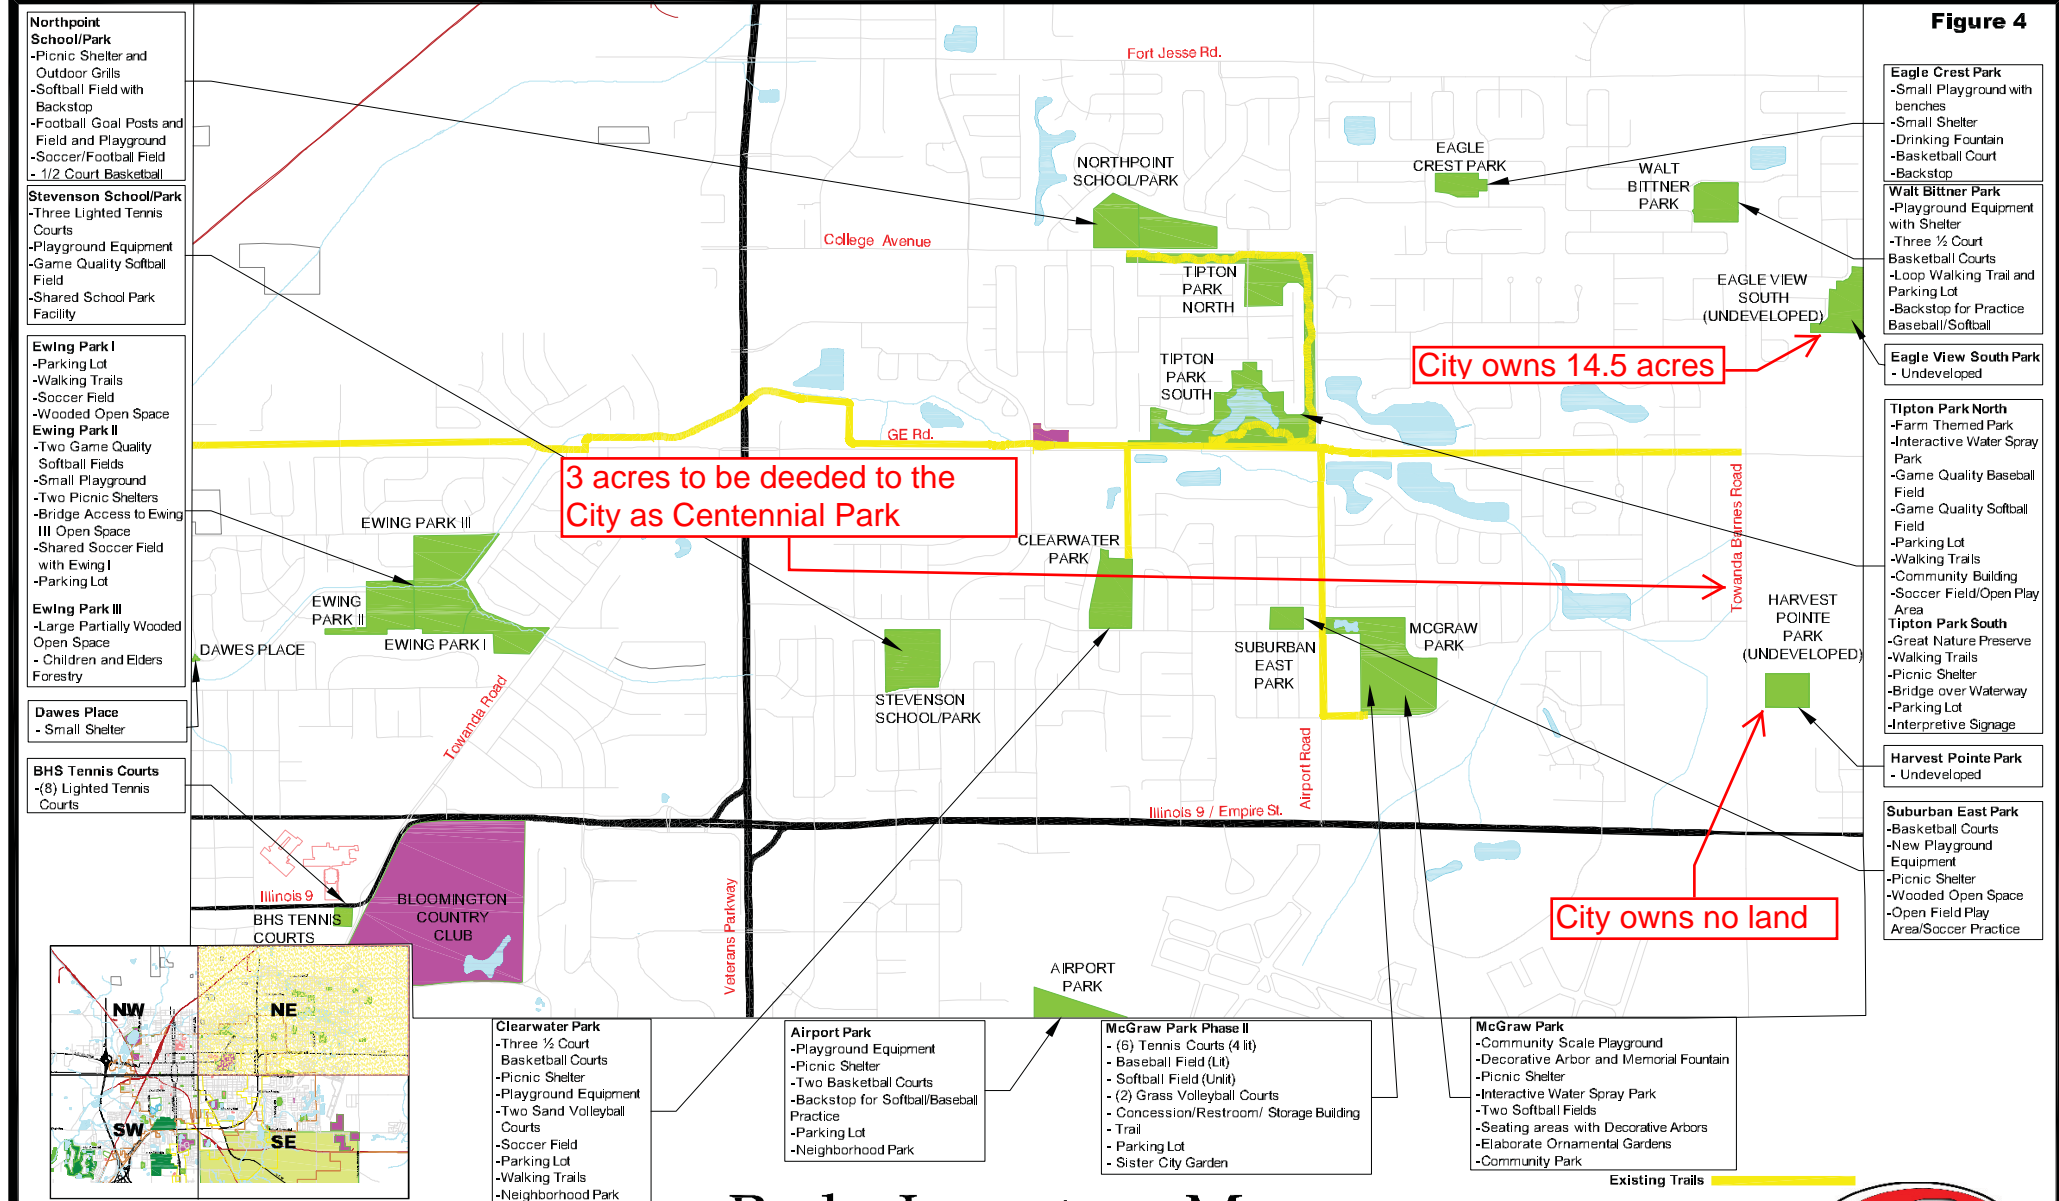 Figure 4
Northpoint
School/Park
-Picnic Shelter and
Outdoor Grills
-Softball Field with
Backstop
-Football Goal Posts and
Field and Playground
-Soccer/Football Field
- 1/2 Court Basketball
Stevenson School/Park
-Three Lighted Tennis
Courts
-Playground Equipment
-Game Quality Softball
Field
-Shared School Park
Facility
Ewing Park I
-Parking Lot
-Walking Trails
-Soccer Field
-Wooded Open Space
Ewing Park II
-Two Game Quality
Softball Fields
-Small Playground
-Two Picnic Shelters
-Bridge Access to Ewing
III Open Space
-Shared Soccer Field
with Ewing I
-Parking Lot
Ewing Park III
-Large Partially Wooded
Open Space
- Children and Elders
Forestry
Dawes Place
- Small Shelter
BHS Tennis Courts
-(8) Lighted Tennis
Courts
Fort Jesse Rd.
NORTHPOINT
SCHOOL/PARK
EAGLE
CREST PARK
WALT
BITTNER
PARK
College Avenue
TIPTON
PARK
NORTH
EAGLE VIEW
SOUTH
(UNDEVELOPED)
TIPTON
PARK
SOUTH
City owns 14.5 acres
GE Rd.
3 acres to be deeded to the
City as Centennial Park
Towanda Barnes Road
EWING PARK III
CLEARWATER
PARK
EWING
PARK II
EWING PARK I
DAWES PLACE
HARVEST
POINTE
PARK
(UNDEVELOPED)
MCGRAW
PARK
SUBURBAN
EAST
PARK
STEVENSON
SCHOOL/PARK
Towanda Road
Airport Road
Illinois 9 / Empire St.
Illinois 9
BLOOMINGTON
COUNTRY
CLUB
BHS TENNIS
COURTS
Veterans Parkway
City owns no land
AIRPORT
PARK
NW
NE
SW
SE
Eagle Crest Park
-Small Playground with
benches
-Small Shelter
-Drinking Fountain
-Basketball Court
-Backstop
Walt Bittner Park
-Playground Equipment
with Shelter
-Three ½ Court
Basketball Courts
-Loop Walking Trail and
Parking Lot
-Backstop for Practice
Baseball/Softball
Eagle View South Park
- Undeveloped
Tipton Park North
-Farm Themed Park
-Interactive Water Spray
Park
-Game Quality Baseball
Field
-Game Quality Softball
Field
-Parking Lot
-Walking Trails
-Community Building
-Soccer Field/Open Play
Area
Tipton Park South
-Great Nature Preserve
-Walking Trails
-Picnic Shelter
-Bridge over Waterway
-Parking Lot
-Interpretive Signage
Harvest Pointe Park
- Undeveloped
Suburban East Park
-Basketball Courts
-New Playground
Equipment
-Picnic Shelter
-Wooded Open Space
-Open Field Play
Area/Soccer Practice
Clearwater Park
-Three ½ Court
Basketball Courts
-Picnic Shelter
-Playground Equipment
-Two Sand Volleyball
Courts
-Soccer Field
-Parking Lot
-Walking Trails
-Neighborhood Park
Airport Park
-Playground Equipment
-Picnic Shelter
-Two Basketball Courts
-Backstop for Softball/Baseball
Practice
-Parking Lot
-Neighborhood Park
McGraw Park Phase II
- (6) Tennis Courts (4 lit)
- Baseball Field (Lit)
- Softball Field (Unlit)
- (2) Grass Volleyball Courts
- Concession/Restroom/ Storage Building
- Trail
- Parking Lot
- Sister City Garden
McGraw Park
-Community Scale Playground
-Decorative Arbor and Memorial Fountain
-Picnic Shelter
-Interactive Water Spray Park
-Two Softball Fields
-Seating areas with Decorative Arbors
-Elaborate Ornamental Gardens
-Community Park
Existing Trails